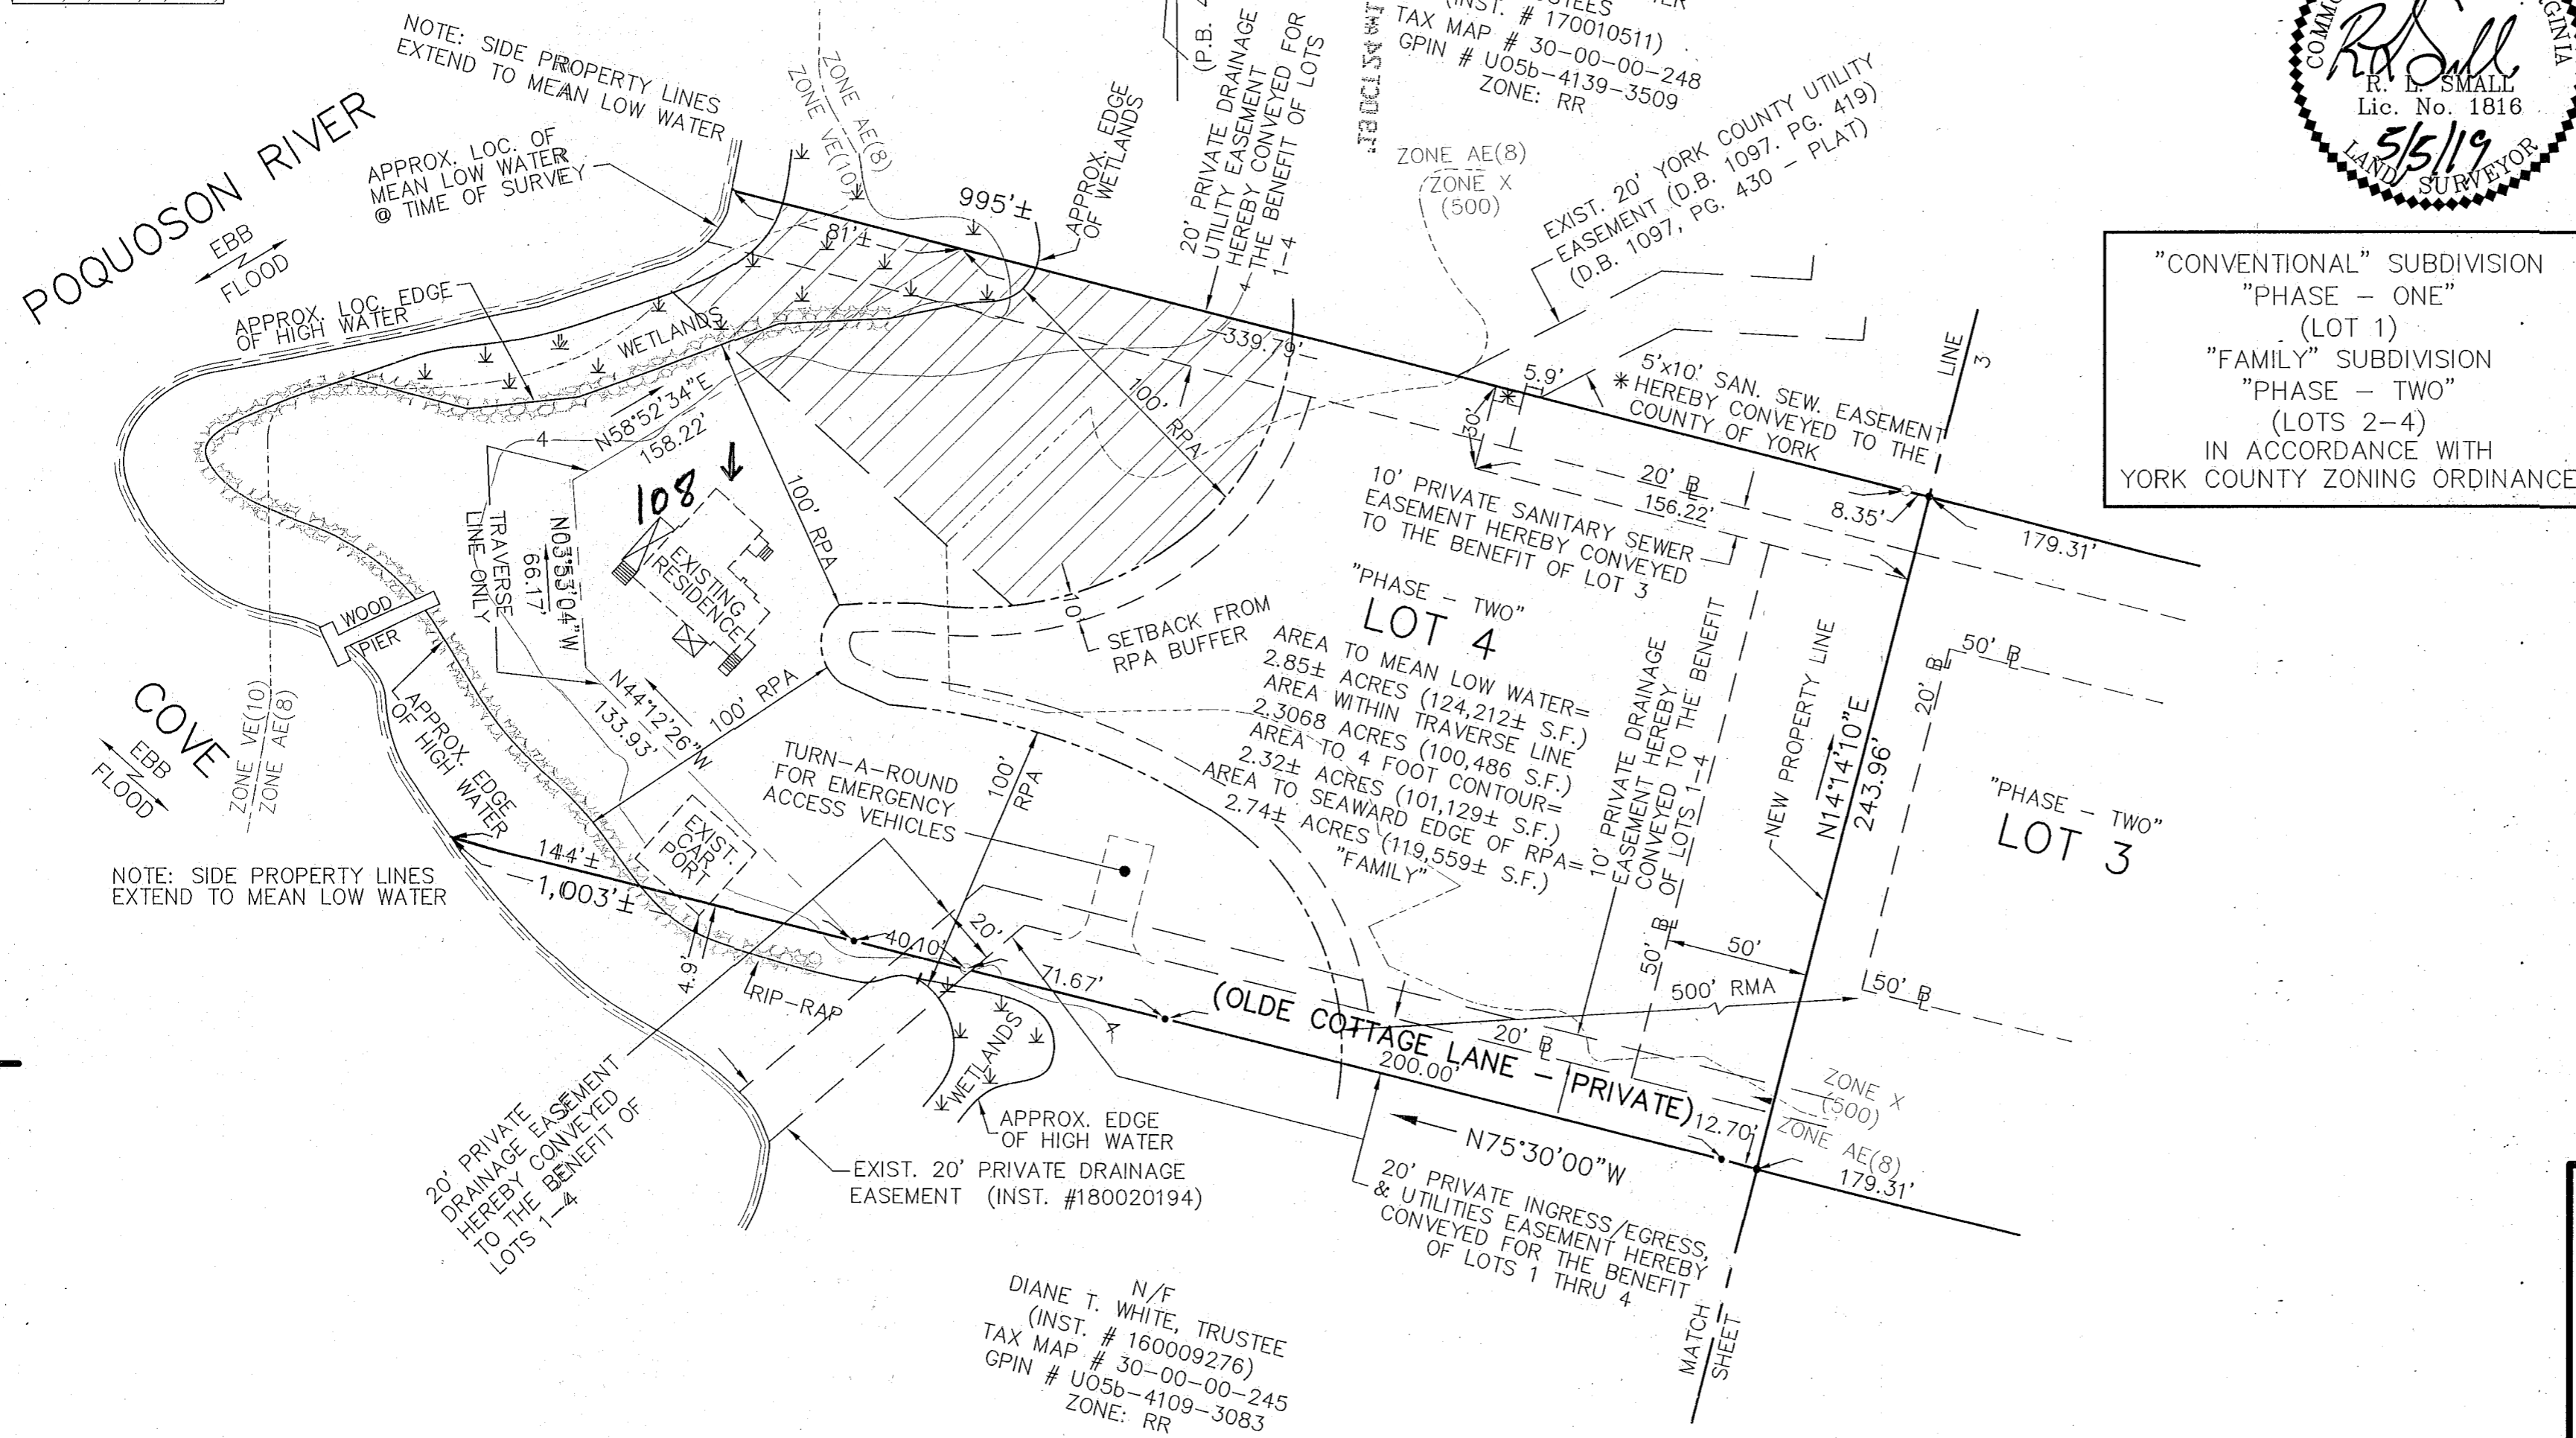 NOTE: SIDE PROPERTY LINES
EXTEND TO MEAN LOW WATER
POQUOSON RIVER
EBB
FLOOD
APPROX. LOC. OF
MEAN LOW WATER
@ TIME OF SURVEY
APPROX. LOC. EDGE
OF HIGH WATER
ZONE AE(8)
ZONE VE(10)
995'±
81'±
APPROX. EDGE
OF WETLANDS
WETLANDS
(P.B. 4
20' PRIVATE DRAINAGE
UTILITY EASEMENT
HEREBY CONVEYED FOR
THE BENEFIT OF LOTS
1-4
(INST. # 170010511)
TAX MAP # 30-00-00-248
GPIN # U05b-4139-3509
ZONE: RR
ZONE AE(8)
ZONE X
(500)
EXIST. 20' YORK COUNTY UTILITY
EASEMENT (D.B. 1097. PG. 419)
(D.B. 1097, PG. 430 - PLAT)
R. L. SMALL
Lic. No. 1816
5/5/19
LAND SURVEYOR
"CONVENTIONAL" SUBDIVISION
"PHASE - ONE"
(LOT 1)
"FAMILY" SUBDIVISION
"PHASE - TWO"
(LOTS 2-4)
IN ACCORDANCE WITH
YORK COUNTY ZONING ORDINANCE
339.79'
4
100' RPA
5.9'
30'
*
5'x10' SAN. SEW. EASEMENT
*HEREBY CONVEYED TO THE
COUNTY OF YORK
LINE
3
20' BL
156.22'
8.35'
179.31'
10' PRIVATE SANITARY SEWER
EASEMENT HEREBY CONVEYED
TO THE BENEFIT OF LOT 3
4
N58°52'34"E
158.22'
108
100' RPA
TRAVERSE
LINE ONLY
N03°53'04"W
66.17'
EXISTING
RESIDENCE
WOOD
PIER
N44°12'26"W
133.93'
100' RPA
10'
SETBACK FROM
RPA BUFFER
"PHASE - TWO"
LOT 4
AREA TO MEAN LOW WATER=
2.85± ACRES (124,212± S.F.)
AREA WITHIN TRAVERSE LINE
2.3068 ACRES (100,486 S.F.)
AREA TO 4 FOOT CONTOUR=
2.32± ACRES (101,129± S.F.)
AREA TO SEAWARD EDGE OF RPA=
2.74± ACRES (119,559± S.F.)
"FAMILY"
10' PRIVATE DRAINAGE
EASEMENT HEREBY
CONVEYED TO THE BENEFIT
OF LOTS 1-4
NEW PROPERTY LINE
N14°14'10"E
243.96'
20' BL
50' BL
"PHASE - TWO"
LOT 3
COVE
EBB
FLOOD
ZONE VE(10)
ZONE AE(8)
APPROX. EDGE
OF HIGH WATER
TURN-A-ROUND
FOR EMERGENCY
ACCESS VEHICLES
100'
RPA
EXIST.
CAR
PORT
NOTE: SIDE PROPERTY LINES
EXTEND TO MEAN LOW WATER
144'±
1,003'±
4.9'
RIP-RAP
40.10'
20'
71.67'
4
WETLANDS
50' BL
50'
500' RMA
50' BL
(OLDE COTTAGE LANE - PRIVATE)
20' BL
200.00'
12.70'
ZONE X
(500)
ZONE AE(8)
179.31'
N75°30'00"W
20' PRIVATE
DRAINAGE EASEMENT
HEREBY CONVEYED
TO THE BENEFIT OF
LOTS 1-4
APPROX. EDGE
OF HIGH WATER
EXIST. 20' PRIVATE DRAINAGE
EASEMENT (INST. #180020194)
20' PRIVATE INGRESS/EGRESS,
& UTILITIES EASEMENT HEREBY
CONVEYED FOR THE BENEFIT
OF LOTS 1 THRU 4
MATCH
SHEET
N/F
DIANE T. WHITE, TRUSTEE
(INST. # 160009276)
TAX MAP # 30-00-00-245
GPIN # U05b-4109-3083
ZONE: RR